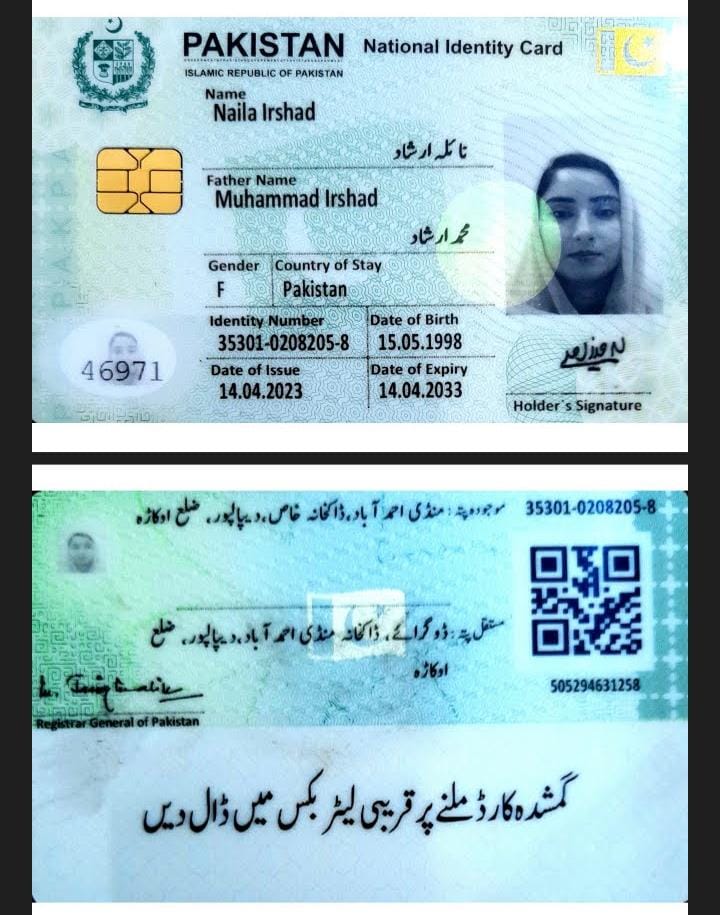 PAKISTAN National Identity Card
ISLAMIC REPUBLIC OF PAKISTAN
Name
Naila Irshad
نائلہ ارشاد
Father Name
Muhammad Irshad
محمد ارشاد
Gender Country of Stay
F Pakistan
Identity Number Date of Birth
35301-0208205-8 15.05.1998
Date of Issue Date of Expiry
14.04.2023 14.04.2033
46971
Holder's Signature
35301-0208205-8
موجودہ پتہ: منڈی احمد آباد، ڈاکخانہ خاص، دیپالپور، ضلع اوکاڑہ
مستقل پتہ: ڈوگرائے، ڈاکخانہ منڈی احمد آباد، دیپالپور، ضلع
اوکاڑہ
505294631258
Registrar General of Pakistan
گمشدہ کارڈ ملنے پر قریبی لیٹر بکس میں ڈال دیں